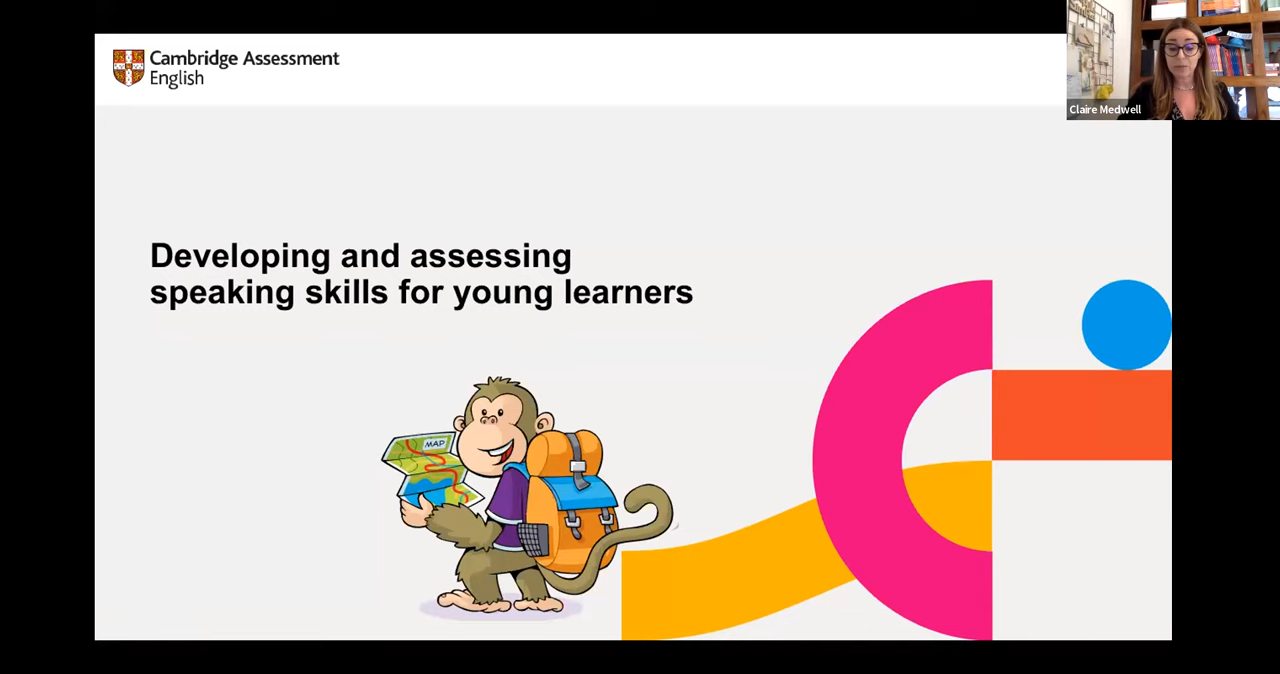 Cambridge Assessment
English
Claire Medwell
Developing and assessing
speaking skills for young learners
MAP